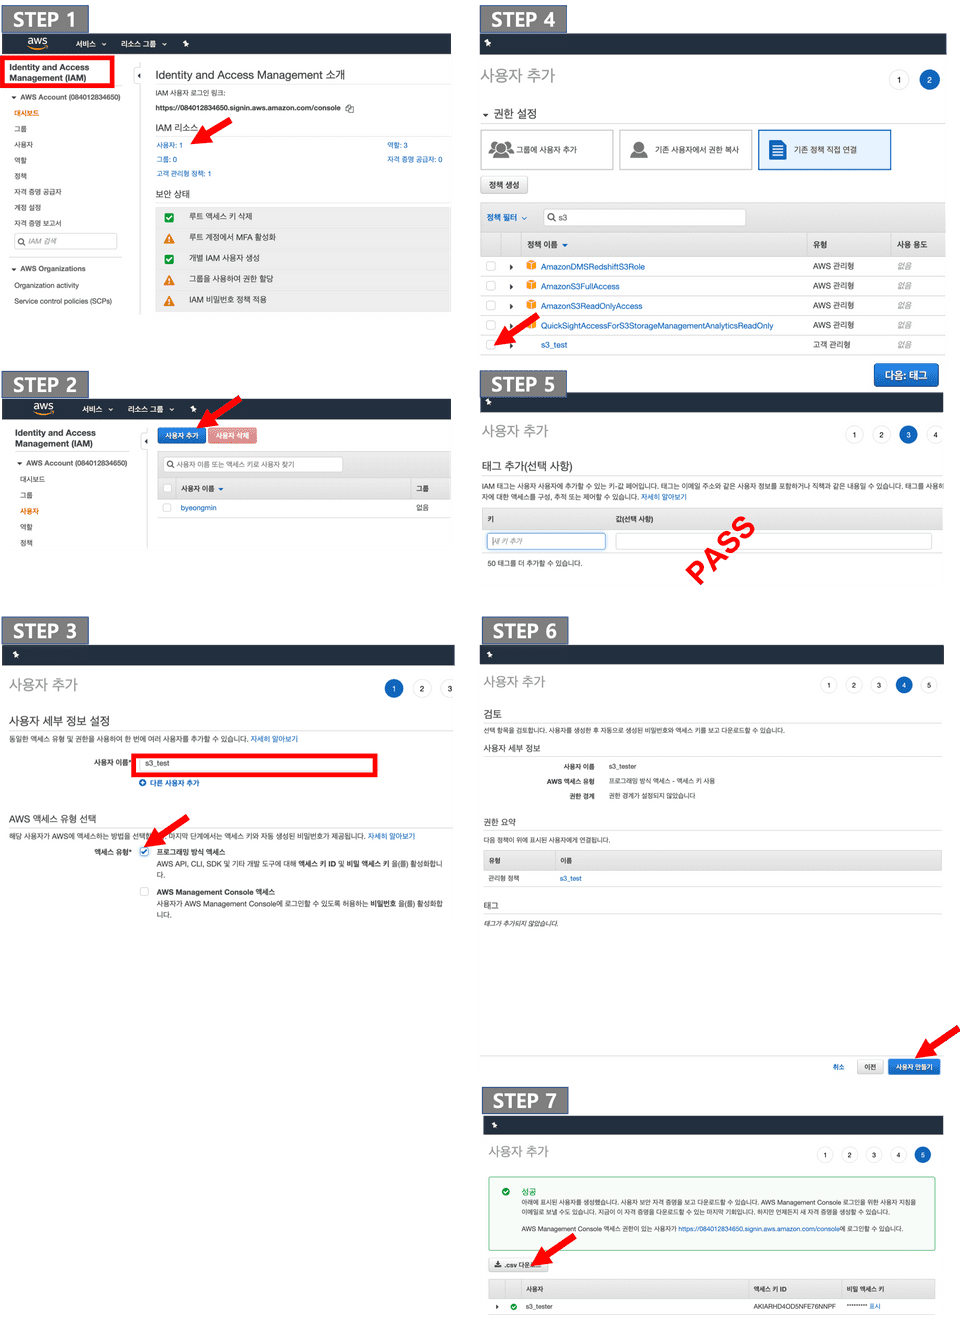 STEP 1
aws
서비스
리소스 그룹
Identity and Access
Management (IAM)
AWS Account (084012834650)
대시보드
그룹
사용자
역할
정책
자격 증명 공급자
계정 설정
자격 증명 보고서
IAM 검색
AWS Organizations
Organization activity
Service control policies (SCPs)
Identity and Access Management 소개
IAM 사용자 로그인 링크:
https://084012834650.signin.aws.amazon.com/console
IAM 리소스
사용자: 1
역할: 3
그룹: 0
자격 증명 공급자: 0
고객 관리형 정책: 1
보안 상태
루트 액세스 키 삭제
루트 계정에서 MFA 활성화
개별 IAM 사용자 생성
그룹을 사용하여 권한 할당
IAM 비밀번호 정책 적용
STEP 2
aws
서비스
리소스 그룹
Identity and Access
Management (IAM)
AWS Account (084012834650)
대시보드
그룹
사용자
역할
정책
사용자 추가
사용자 삭제
사용자 이름 또는 액세스 키로 사용자 찾기
사용자 이름
그룹
byeongmin
없음
STEP 3
사용자 추가
1
2
3
사용자 세부 정보 설정
동일한 액세스 유형 및 권한을 사용하여 한 번에 여러 사용자를 추가할 수 있습니다. 자세히 알아보기
사용자 이름*
s3_test
다른 사용자 추가
AWS 액세스 유형 선택
해당 사용자가 AWS에 액세스하는 방법을 선택합 마지막 단계에서는 액세스 키와 자동 생성된 비밀번호가 제공됩니다. 자세히 알아보기
액세스 유형*
프로그래밍 방식 액세스
AWS API, CLI, SDK 및 기타 개발 도구에 대해 액세스 키 ID 및 비밀 액세스 키 을(를) 활성화합니
다.
AWS Management Console 액세스
사용자가 AWS Management Console에 로그인할 수 있도록 허용하는 비밀번호 을(를) 활성화합
니다.
STEP 4
사용자 추가
1
2
권한 설정
그룹에 사용자 추가
기존 사용자에서 권한 복사
기존 정책 직접 연결
정책 생성
정책 필터
s3
정책 이름
유형
사용 용도
AmazonDMSRedshiftS3Role
AWS 관리형
없음
AmazonS3FullAccess
AWS 관리형
없음
AmazonS3ReadOnlyAccess
AWS 관리형
없음
QuickSightAccessForS3StorageManagementAnalyticsReadOnly
AWS 관리형
없음
s3_test
고객 관리형
없음
다음: 태그
STEP 5
사용자 추가
1
2
3
4
태그 추가(선택 사항)
IAM 태그는 사용자 사용자에 추가할 수 있는 키-값 페어입니다. 태그는 이메일 주소와 같은 사용자 정보를 포함하거나 직책과 같은 내용일 수 있습니다. 태그를 사용하
자에 대한 액세스를 구성, 추적 또는 제어할 수 있습니다. 자세히 알아보기
키
값(선택 사항)
새 키 추가
50 태그를 더 추가할 수 있습니다.
PASS
STEP 6
사용자 추가
1
2
3
4
5
검토
선택 항목을 검토합니다. 사용자를 생성한 후 자동으로 생성된 비밀번호와 액세스 키를 보고 다운로드할 수 있습니다.
사용자 세부 정보
사용자 이름
s3_tester
AWS 액세스 유형
프로그래밍 방식 액세스 - 액세스 키 사용
권한 경계
권한 경계가 설정되지 않았습니다
권한 요약
다음 정책이 위에 표시된 사용자에게 연결됩니다.
유형
이름
관리형 정책
s3_test
태그
태그가 추가되지 않았습니다.
취소
이전
사용자 만들기
STEP 7
사용자 추가
1
2
3
4
5
성공
아래에 표시된 사용자를 생성했습니다. 사용자 보안 자격 증명을 보고 다운로드할 수 있습니다. AWS Management Console 로그인을 위한 사용자 지침을
이메일로 보낼 수도 있습니다. 지금이 이 자격 증명을 다운로드할 수 있는 마지막 기회입니다. 하지만 언제든지 새 자격 증명을 생성할 수 있습니다.
AWS Management Console 액세스 권한이 있는 사용자가 https://084012834650.signin.aws.amazon.com/console에 로그인할 수 있습니다.
.csv 다운로드
사용자
액세스 키 ID
비밀 액세스 키
s3_tester
AKIARHD4OD5NFE76NNPF
********* 표시